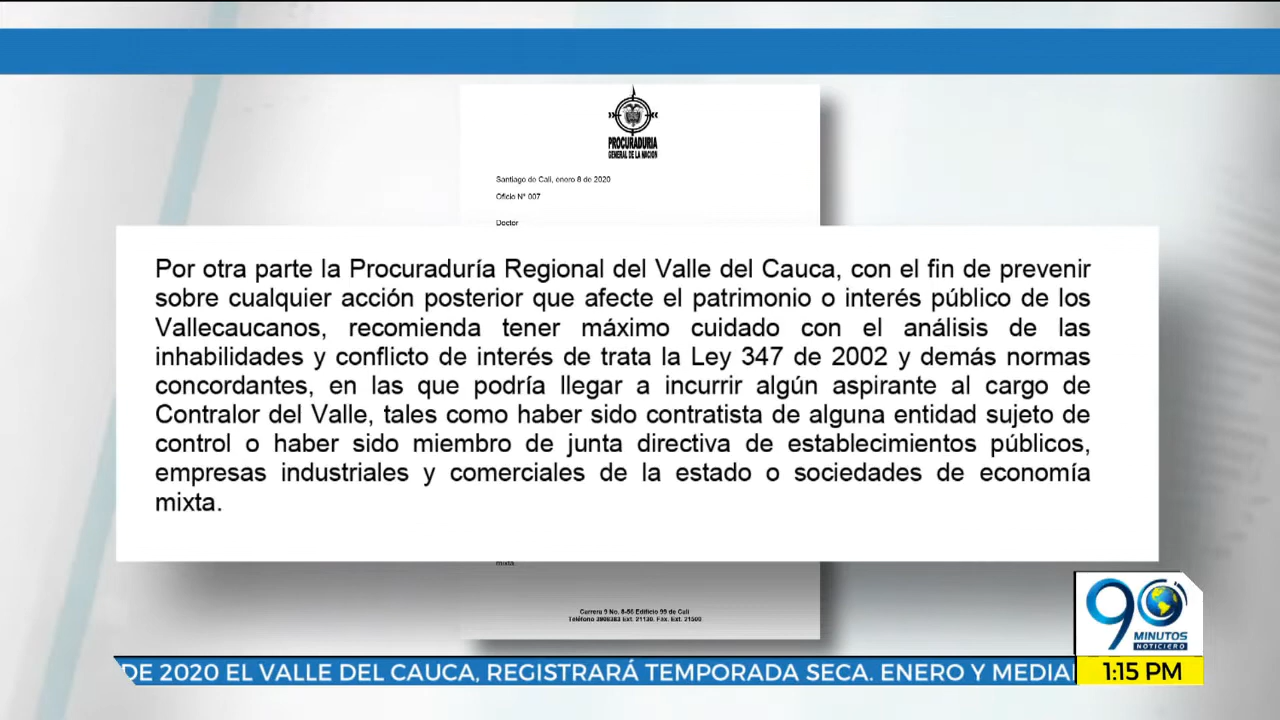 PROCURADURIA
GENERAL DE LA NACION
Santiago de Cali, enero 8 de 2020
Oficio N° 007
Doctor
Por otra parte la Procuraduría Regional del Valle del Cauca, con el fin de prevenir
sobre cualquier acción posterior que afecte el patrimonio o interés público de los
Vallecaucanos, recomienda tener máximo cuidado con el análisis de las
inhabilidades y conflicto de interés de trata la Ley 347 de 2002 y demás normas
concordantes, en las que podría llegar a incurrir algún aspirante al cargo de
Contralor del Valle, tales como haber sido contratista de alguna entidad sujeto de
control o haber sido miembro de junta directiva de establecimientos públicos,
empresas industriales y comerciales de la estado o sociedades de economía
mixta.
mixta.
Carrera 9 No. 8-56 Edificio 99 de Cali
Teléfono 3908383 Ext. 21130. Fax. Ext. 21500
90
MINUTOS
NOTICIERO
DE 2020 EL VALLE DEL CAUCA, REGISTRARÁ TEMPORADA SECA. ENERO Y MEDIA
1:15 PM